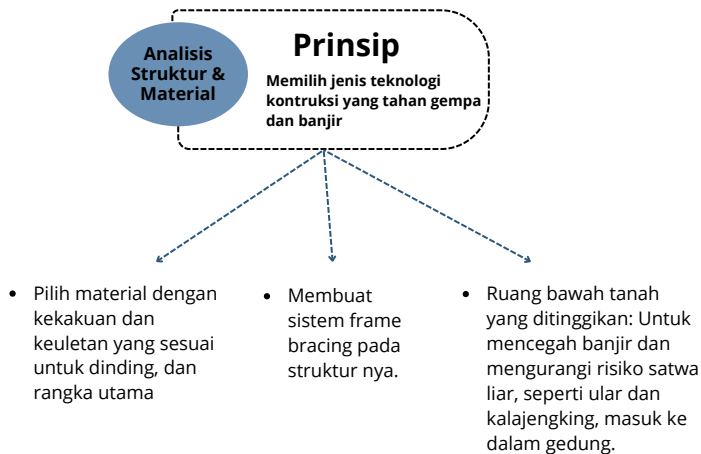 Analisis
Struktur &
Material
Prinsip
Memilih jenis teknologi
kontruksi yang tahan gempa
dan banjir
• Pilih material dengan
kekakuan dan
keuletan yang sesuai
untuk dinding, dan
rangka utama
• Membuat
sistem frame
bracing pada
struktur nya.
• Ruang bawah tanah
yang ditinggikan: Untuk
mencegah banjir dan
mengurangi risiko satwa
liar, seperti ular dan
kalajengking, masuk ke
dalam gedung.